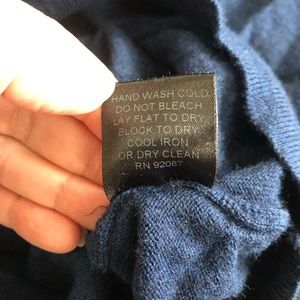 HAND WASH COLD
DO NOT BLEACH
LAY FLAT TO DRY
BLOCK TO DRY
COOL IRON
OR DRY CLEAN
RN 92087